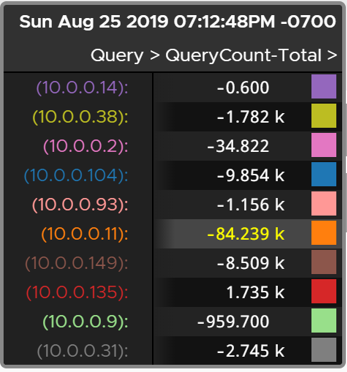 Sun Aug 25 2019 07:12:48PM -0700
Query > QueryCount-Total >
(10.0.0.14): -0.600
(10.0.0.38): -1.782 k
(10.0.0.2): -34.822
(10.0.0.104): -9.854 k
(10.0.0.93): -1.156 k
(10.0.0.11): -84.239 k
(10.0.0.149): -8.509 k
(10.0.0.135): 1.735 k
(10.0.0.9): -959.700
(10.0.0.31): -2.745 k